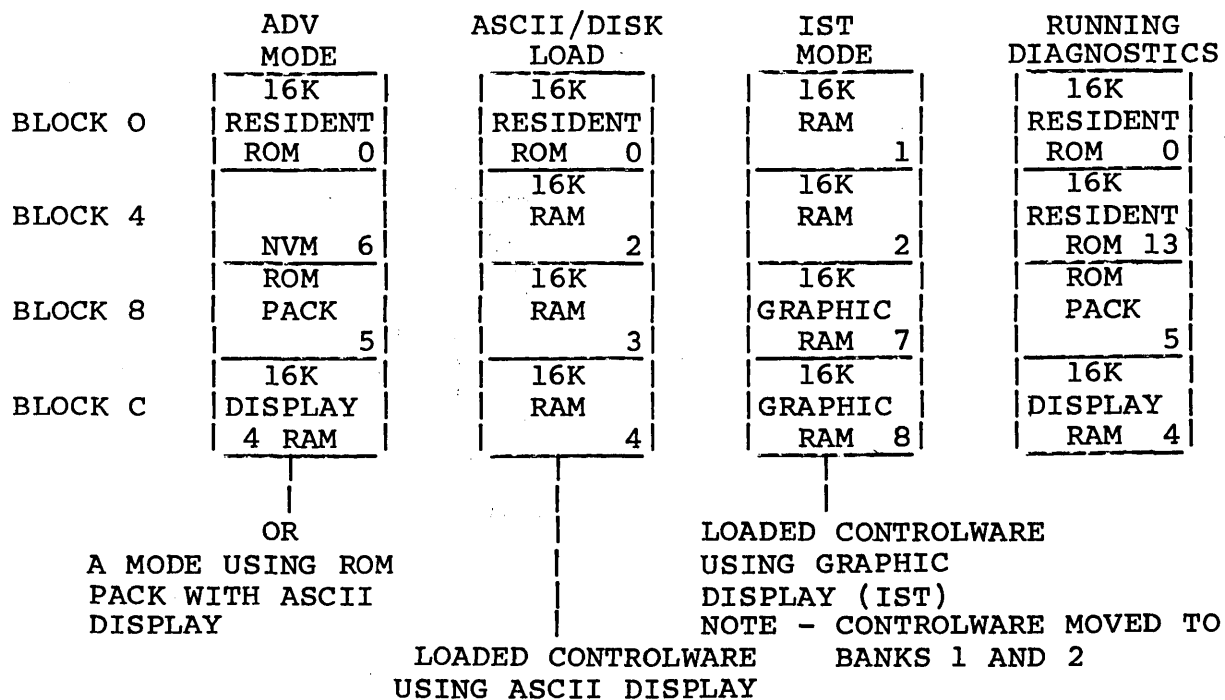 ADV ASCII/DISK IST RUNNING
MODE LOAD MODE DIAGNOSTICS
16K 16K 16K 16K
BLOCK O RESIDENT RESIDENT RAM RESIDENT
ROM 0 ROM 0 1 ROM 0
16K 16K 16K
BLOCK 4 RAM RAM RESIDENT
NVM 6 2 2 ROM 13
ROM 16K 16K ROM
BLOCK 8 PACK RAM GRAPHIC PACK
5 3 RAM 7 5
16K 16K 16K 16K
BLOCK C DISPLAY RAM GRAPHIC DISPLAY
4 RAM 4 RAM 8 RAM 4
OR LOADED CONTROLWARE
A MODE USING ROM USING GRAPHIC
PACK WITH ASCII DISPLAY (IST)
DISPLAY NOTE - CONTROLWARE MOVED TO
LOADED CONTROLWARE BANKS 1 AND 2
USING ASCII DISPLAY